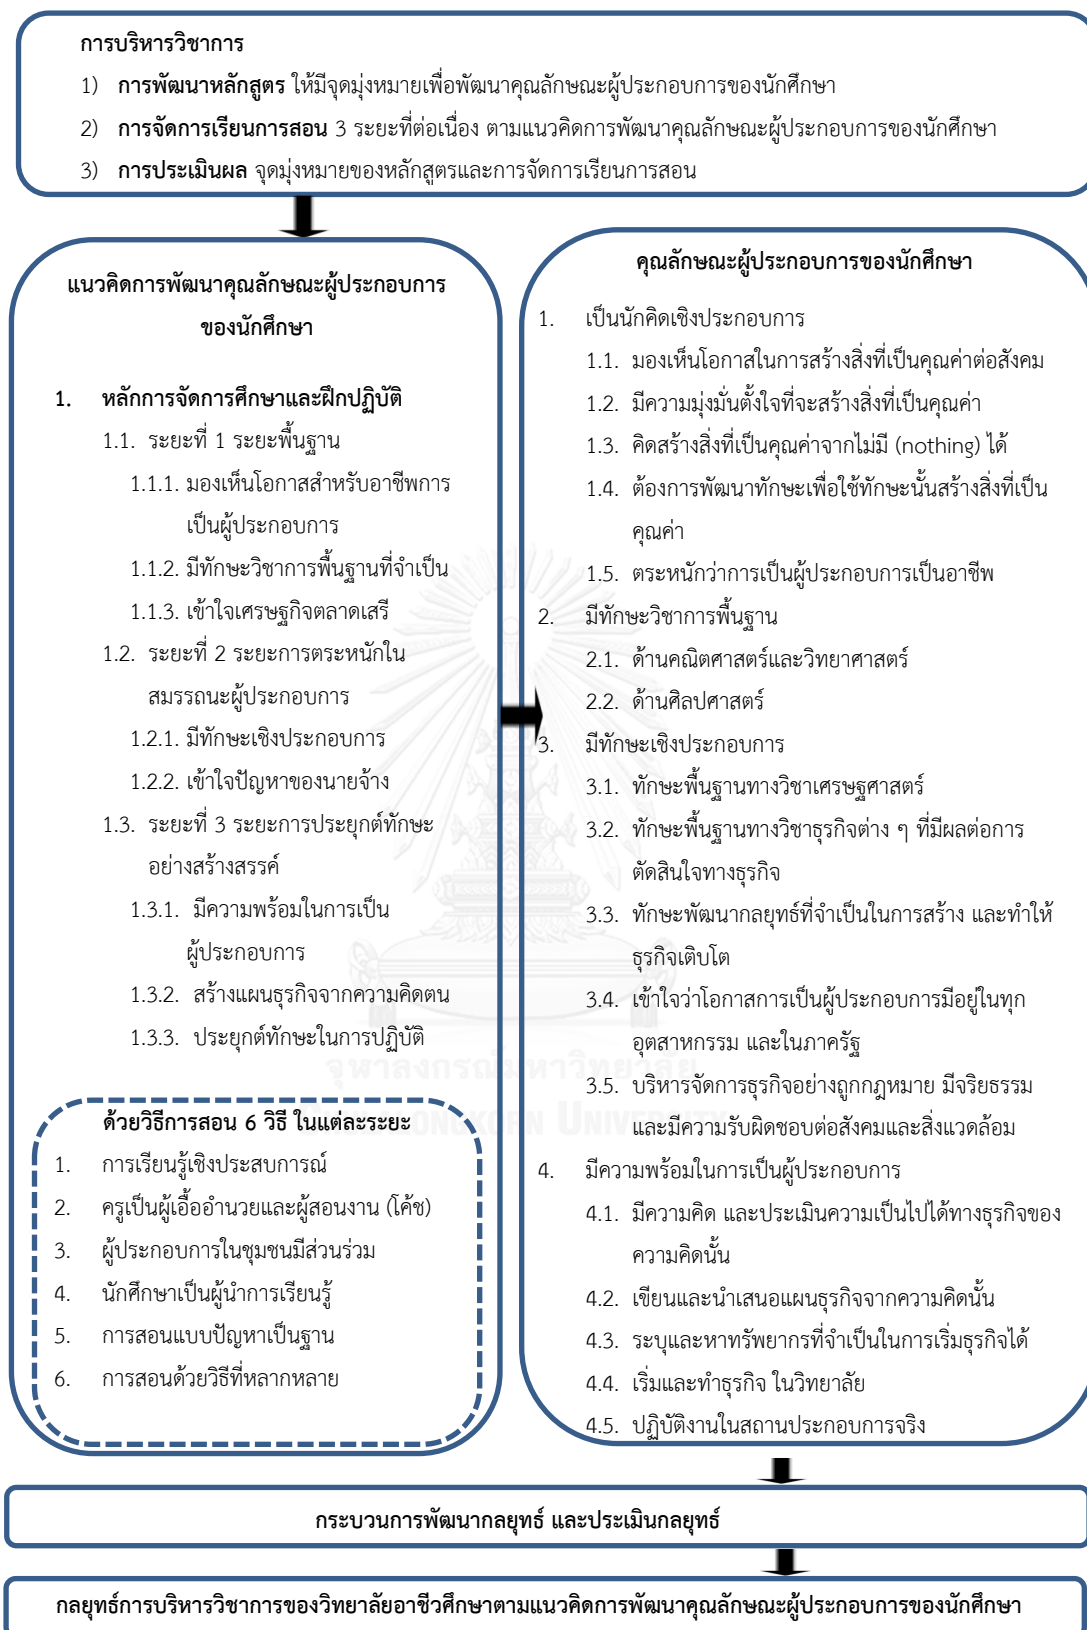 การบริหารวิชาการ
1) การพัฒนาหลักสูตร ให้มีจุดมุ่งหมายเพื่อพัฒนาคุณลักษณะผู้ประกอบการของนักศึกษา
2) การจัดการเรียนการสอน 3 ระยะที่ต่อเนื่อง ตามแนวคิดการพัฒนาคุณลักษณะผู้ประกอบการของนักศึกษา
3) การประเมินผล จุดมุ่งหมายของหลักสูตรและการจัดการเรียนการสอน
แนวคิดการพัฒนาคุณลักษณะผู้ประกอบการ
ของนักศึกษา
1. หลักการจัดการศึกษาและฝึกปฏิบัติ
1.1. ระยะที่ 1 ระยะพื้นฐาน
1.1.1. มองเห็นโอกาสสำหรับอาชีพการ
เป็นผู้ประกอบการ
1.1.2. มีทักษะวิชาการพื้นฐานที่จำเป็น
1.1.3. เข้าใจเศรษฐกิจตลาดเสรี
1.2. ระยะที่ 2 ระยะการตระหนักใน
สมรรถนะผู้ประกอบการ
1.2.1. มีทักษะเชิงประกอบการ
1.2.2. เข้าใจปัญหาของนายจ้าง
1.3. ระยะที่ 3 ระยะการประยุกต์ทักษะ
อย่างสร้างสรรค์
1.3.1. มีความพร้อมในการเป็น
ผู้ประกอบการ
1.3.2. สร้างแผนธุรกิจจากความคิดตน
1.3.3. ประยุกต์ทักษะในการปฏิบัติ
ด้วยวิธีการสอน 6 วิธี ในแต่ละระยะ
1. การเรียนรู้เชิงประสบการณ์
2. ครูเป็นผู้เอื้ออำนวยและผู้สอนงาน (โค้ช)
3. ผู้ประกอบการในชุมชนมีส่วนร่วม
4. นักศึกษาเป็นผู้นำการเรียนรู้
5. การสอนแบบปัญหาเป็นฐาน
6. การสอนด้วยวิธีที่หลากหลาย
คุณลักษณะผู้ประกอบการของนักศึกษา
1. เป็นนักคิดเชิงประกอบการ
1.1. มองเห็นโอกาสในการสร้างสิ่งที่เป็นคุณค่าต่อสังคม
1.2. มีความมุ่งมั่นตั้งใจที่จะสร้างสิ่งที่เป็นคุณค่า
1.3. คิดสร้างสิ่งที่เป็นคุณค่าจากไม่มี (nothing) ได้
1.4. ต้องการพัฒนาทักษะเพื่อใช้ทักษะนั้นสร้างสิ่งที่เป็น
คุณค่า
1.5. ตระหนักว่าการเป็นผู้ประกอบการเป็นอาชีพ
2. มีทักษะวิชาการพื้นฐาน
2.1. ด้านคณิตศาสตร์และวิทยาศาสตร์
2.2. ด้านศิลปศาสตร์
3. มีทักษะเชิงประกอบการ
3.1. ทักษะพื้นฐานทางวิชาเศรษฐศาสตร์
3.2. ทักษะพื้นฐานทางวิชาธุรกิจต่าง ๆ ที่มีผลต่อการ
ตัดสินใจทางธุรกิจ
3.3. ทักษะพัฒนากลยุทธ์ที่จำเป็นในการสร้าง และทำให้
ธุรกิจเติบโต
3.4. เข้าใจว่าโอกาสการเป็นผู้ประกอบการมีอยู่ในทุก
อุตสาหกรรม และในภาครัฐ
3.5. บริหารจัดการธุรกิจอย่างถูกกฎหมาย มีจริยธรรม
และมีความรับผิดชอบต่อสังคมและสิ่งแวดล้อม
4. มีความพร้อมในการเป็นผู้ประกอบการ
4.1. มีความคิด และประเมินความเป็นไปได้ทางธุรกิจของ
ความคิดนั้น
4.2. เขียนและนำเสนอแผนธุรกิจจากความคิดนั้น
4.3. ระบุและหาทรัพยากรที่จำเป็นในการเริ่มธุรกิจได้
4.4. เริ่มและทำธุรกิจ ในวิทยาลัย
4.5. ปฏิบัติงานในสถานประกอบการจริง
จุฬาลงกรณ์มหาวิทยาลัย
กระบวนการพัฒนากลยุทธ์ และประเมินกลยุทธ์
กลยุทธ์การบริหารวิชาการของวิทยาลัยอาชีวศึกษาตามแนวคิดการพัฒนาคุณลักษณะผู้ประกอบการของนักศึกษา